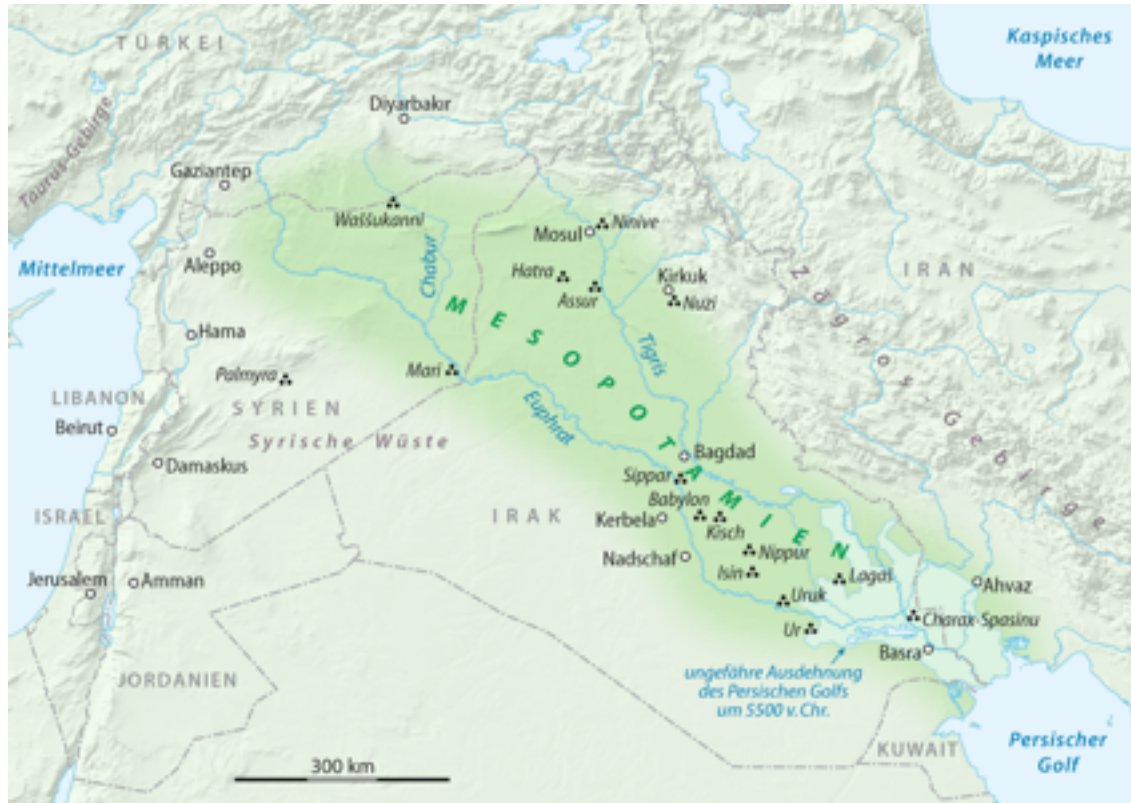 Kaspisches
Meer
TÜRKEI
Diyarbakır
Taurus-Gebirge
Gaziantep
Waššukanni
Ninive
Mosul
Mittelmeer
Aleppo
Chabur
Hatra
Assur
Kirkuk
Nuzi
IRAN
Zagros-Gebirge
MESOPOTAMIEN
Hama
Tigris
Mari
Palmyra
LIBANON
SYRIEN
Euphrat
Beirut
Syrische Wüste
Bagdad
Damaskus
Sippar
Babylon
ISRAEL
IRAK
Kerbela
Kisch
Nadschaf
Nippur
Isin
Lagaš
Jerusalem
Amman
Ahvaz
Uruk
Charax-Spasinu
Ur
Basra
ungefähre Ausdehnung
des Persischen Golfs
um 5500 v. Chr.
JORDANIEN
KUWAIT
Persischer
Golf
300 km